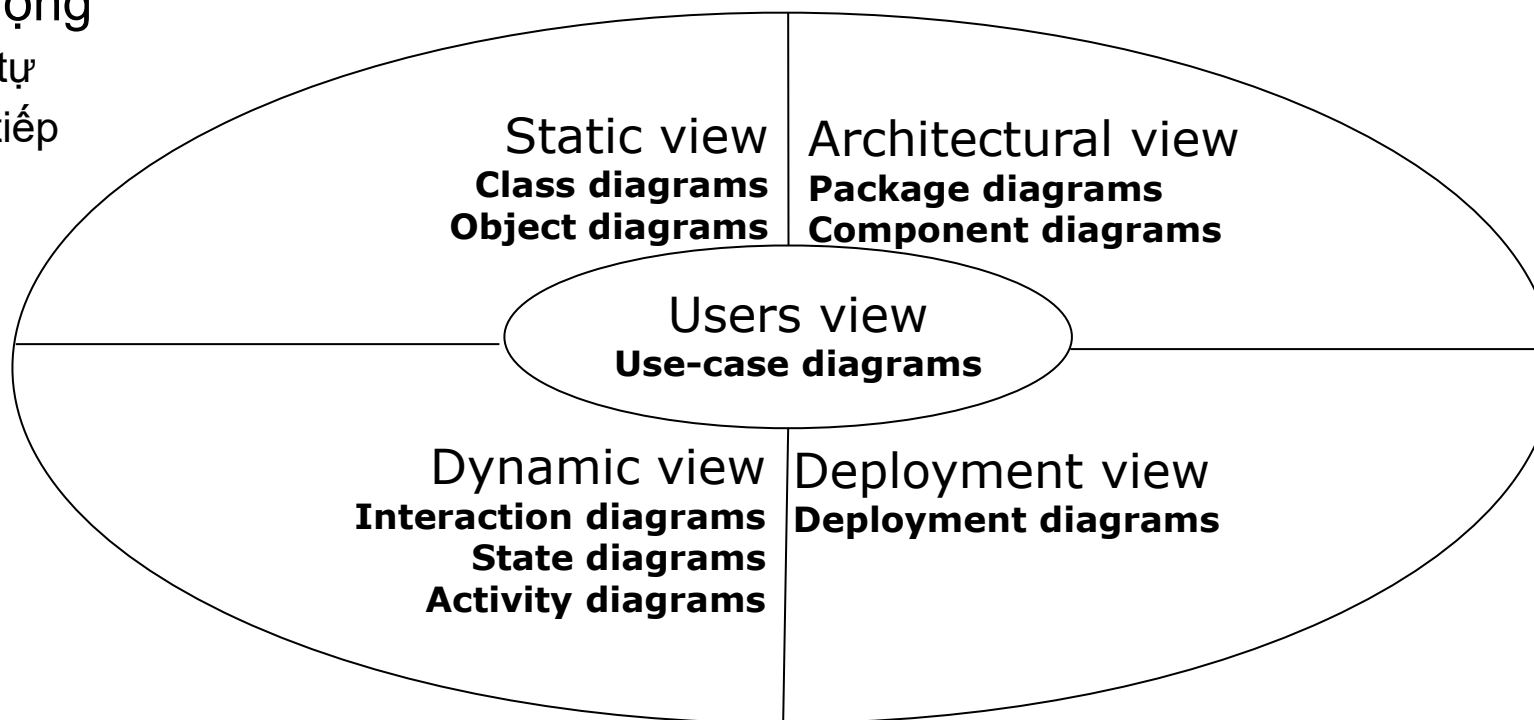 ộng
tự
tiếp
Static view
Class diagrams
Object diagrams
Architectural view
Package diagrams
Component diagrams
Users view
Use-case diagrams
Dynamic view
Interaction diagrams
State diagrams
Activity diagrams
Deployment view
Deployment diagrams